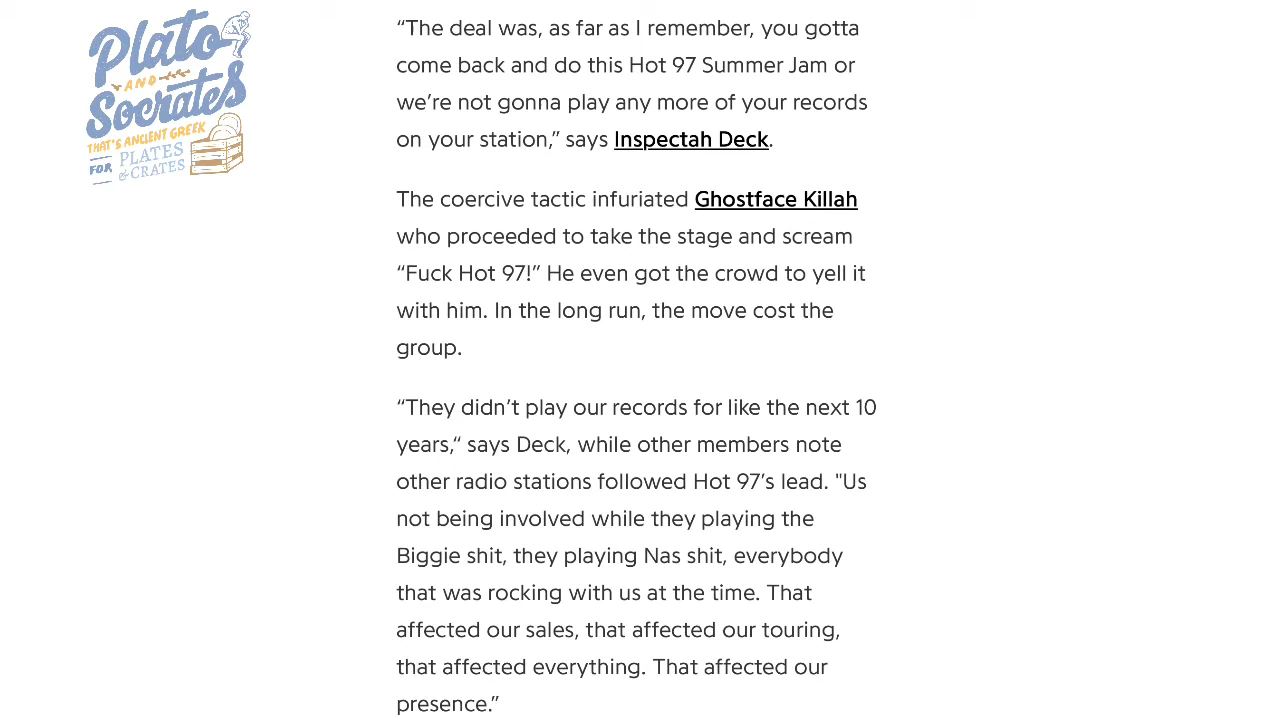 Plato
AND
Socrates
THAT'S ANCIENT GREEK
FOR PLATES
& CRATES
“The deal was, as far as I remember, you gotta
come back and do this Hot 97 Summer Jam or
we’re not gonna play any more of your records
on your station,” says Inspectah Deck.
The coercive tactic infuriated Ghostface Killah
who proceeded to take the stage and scream
“Fuck Hot 97!” He even got the crowd to yell it
with him. In the long run, the move cost the
group.
“They didn’t play our records for like the next 10
years,“ says Deck, while other members note
other radio stations followed Hot 97’s lead. "Us
not being involved while they playing the
Biggie shit, they playing Nas shit, everybody
that was rocking with us at the time. That
affected our sales, that affected our touring,
that affected everything. That affected our
presence.”